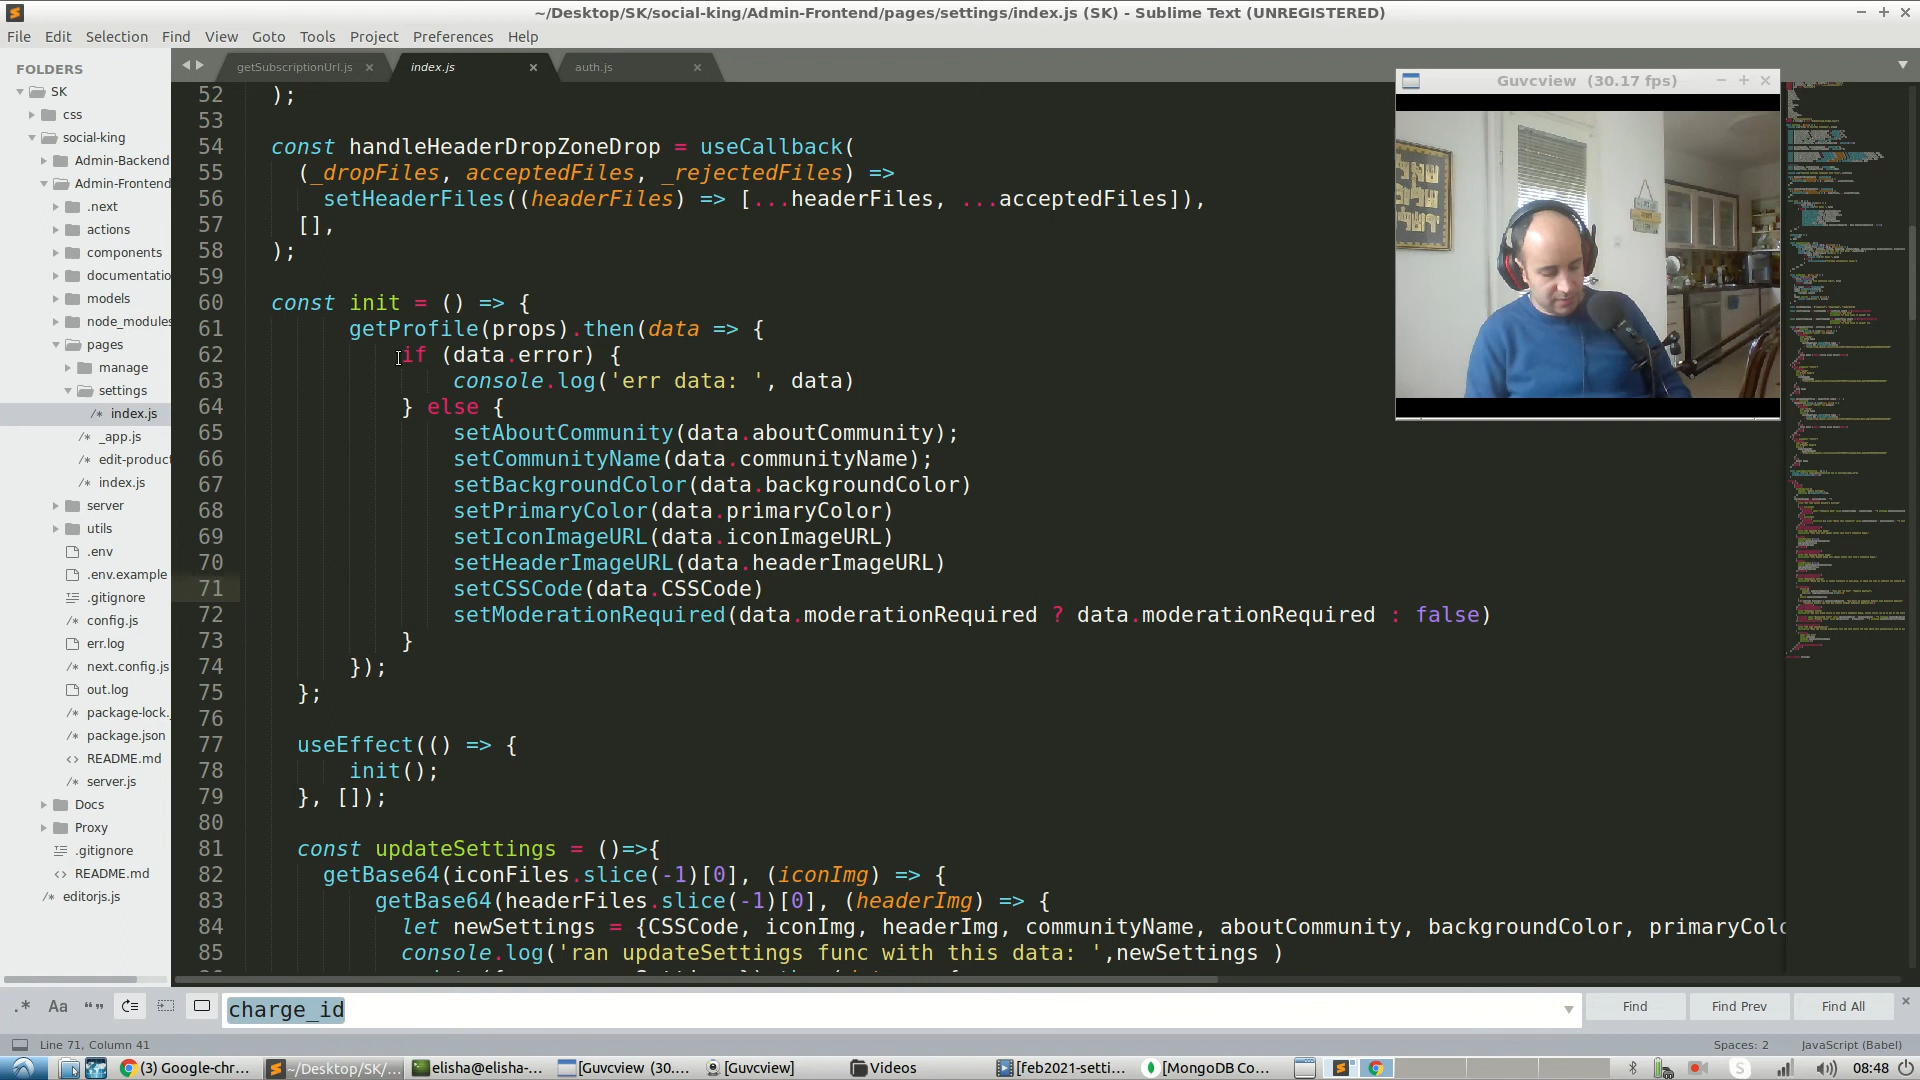 ~/Desktop/SK/social-king/Admin-Frontend/pages/settings/index.js (SK) - Sublime Text (UNREGISTERED)
File Edit Selection Find View Goto Tools Project Preferences Help
FOLDERS
SK
css
social-king
Admin-Backend
Admin-Frontend
.next
actions
components
documentatio
models
node_modules
pages
manage
settings
/* index.js
/* _app.js
/* edit-product
/* index.js
server
utils
.env
.env.example
.gitignore
/* config.js
err.log
/* next.config.js
out.log
/* package-lock.
/* package.json
<> README.md
/* server.js
Docs
Proxy
.gitignore
<> README.md
/* editorjs.js
getSubscriptionUrl.js index.js auth.js
52 );
53
54 const handleHeaderDropZoneDrop = useCallback(
55 (_dropFiles, acceptedFiles, _rejectedFiles) =>
56 setHeaderFiles((headerFiles) => [...headerFiles, ...acceptedFiles]),
57 [],
58 );
59
60 const init = () => {
61 getProfile(props).then(data => {
62 if (data.error) {
63 console.log('err data: ', data)
64 } else {
65 setAboutCommunity(data.aboutCommunity);
66 setCommunityName(data.communityName);
67 setBackgroundColor(data.backgroundColor)
68 setPrimaryColor(data.primaryColor)
69 setIconImageURL(data.iconImageURL)
70 setHeaderImageURL(data.headerImageURL)
71 setCSSCode(data.CSSCode)
72 setModerationRequired(data.moderationRequired ? data.moderationRequired : false)
73 }
74 });
75 };
76
77 useEffect(() => {
78 init();
79 }, []);
80
81 const updateSettings = ()=>{
82 getBase64(iconFiles.slice(-1)[0], (iconImg) => {
83 getBase64(headerFiles.slice(-1)[0], (headerImg) => {
84 let newSettings = {CSSCode, iconImg, headerImg, communityName, aboutCommunity, backgroundColor, primaryColo
85 console.log('ran updateSettings func with this data: ',newSettings )
Guvcview (30.17 fps)
.* Aa “” charge_id Find Find Prev Find All
Line 71, Column 41 Spaces: 2 JavaScript (Babel)
(3) Google-chr... ~/Desktop/SK/... elisha@elisha-... [Guvcview (30.... [Guvcview] Videos [feb2021-setti... [MongoDB Co... 08:48